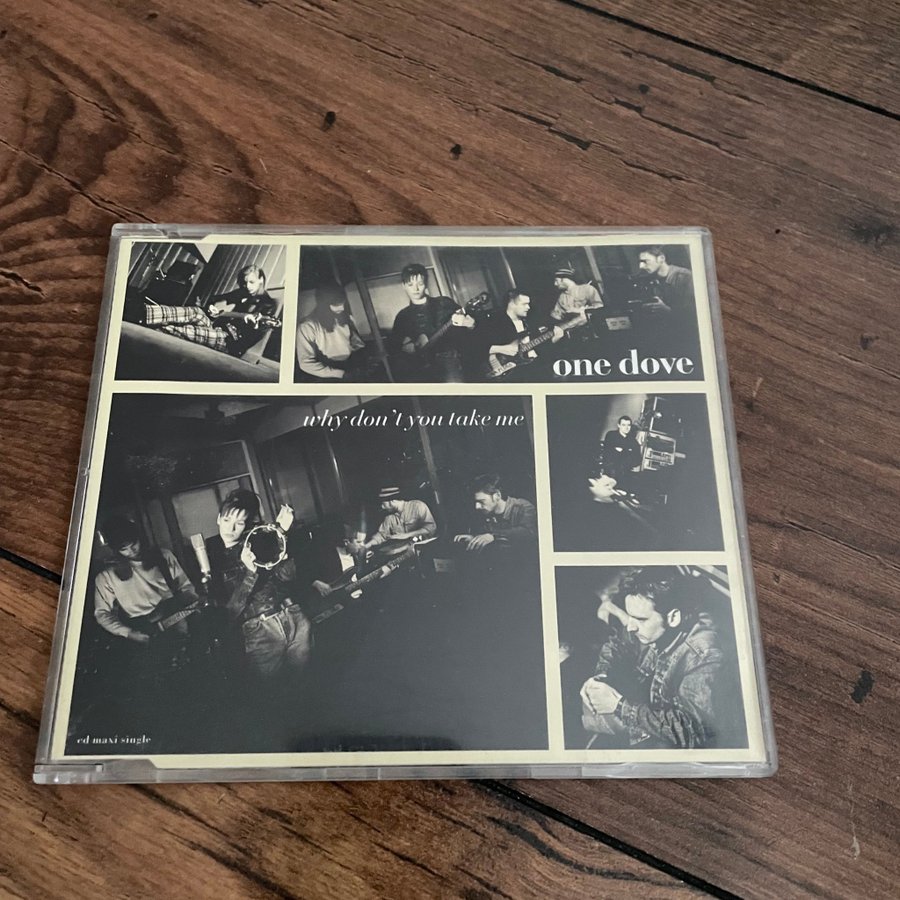 one dove
why don't you take me
cd maxi single